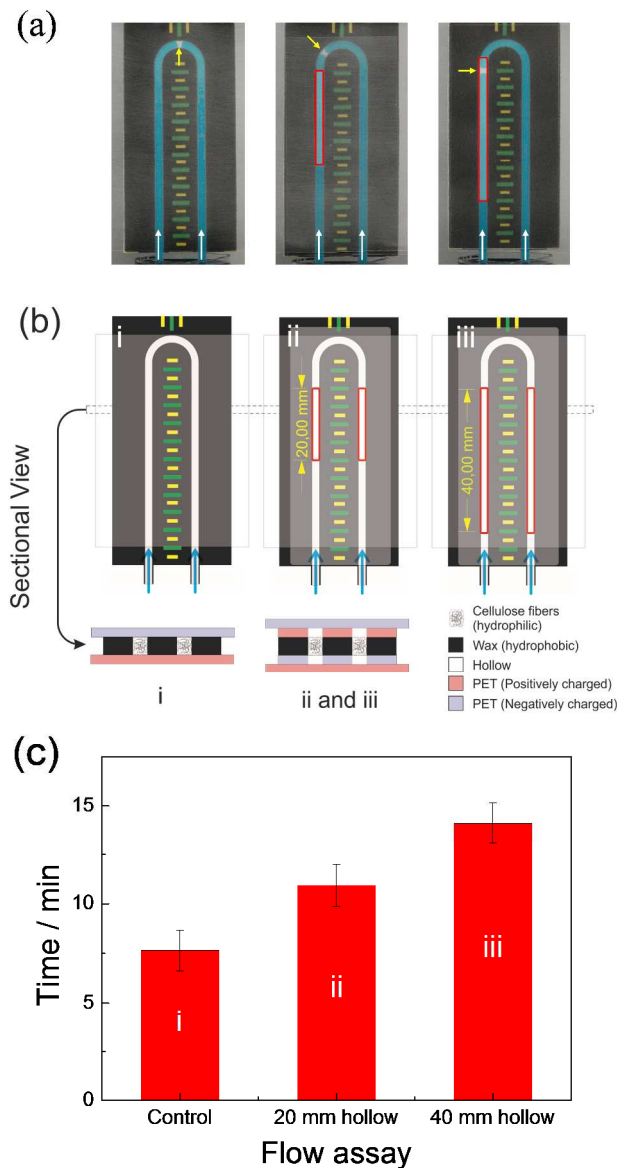 (a)
(b)
i
ii
iii
20,00 mm
40,00 mm
Sectional View
Cellulose fibers
(hydrophilic)
Wax (hydrophobic)
Hollow
PET (Positively charged)
PET (Negatively charged)
i
ii and iii
(c)
Time / min
15
10
5
0
i
ii
iii
Control
20 mm hollow
40 mm hollow
Flow assay